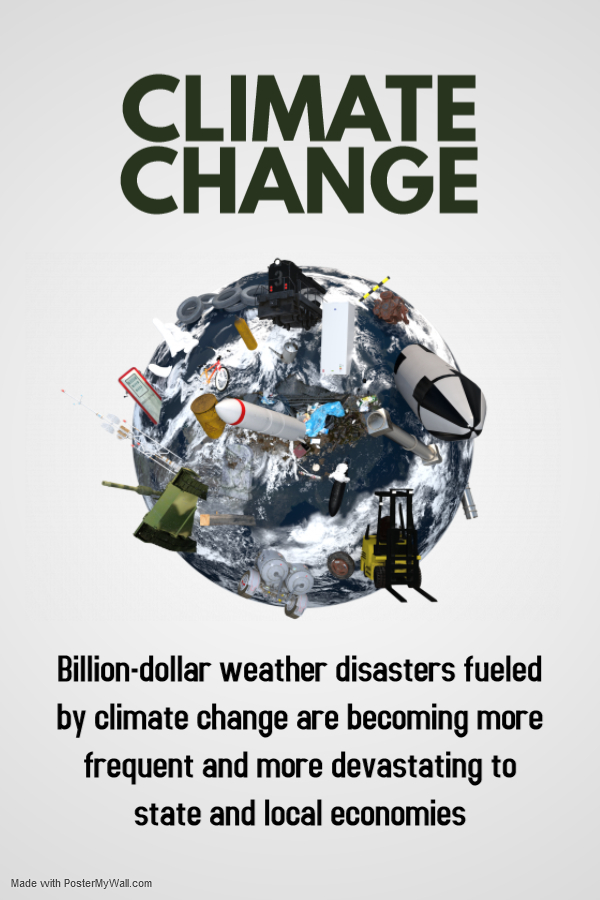 CLIMATE
CHANGE
Billion-dollar weather disasters fueled
by climate change are becoming more
frequent and more devastating to
state and local economies
Made with PosterMyWall.com